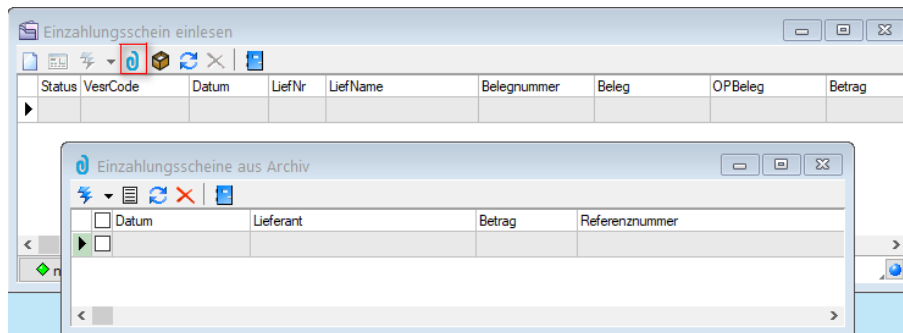 Einzahlungsschein einlesen
Status VesrCode Datum LiefNr LiefName Belegnummer Beleg OPBeleg Betrag
Einzahlungsscheine aus Archiv
Datum Lieferant Betrag Referenznummer